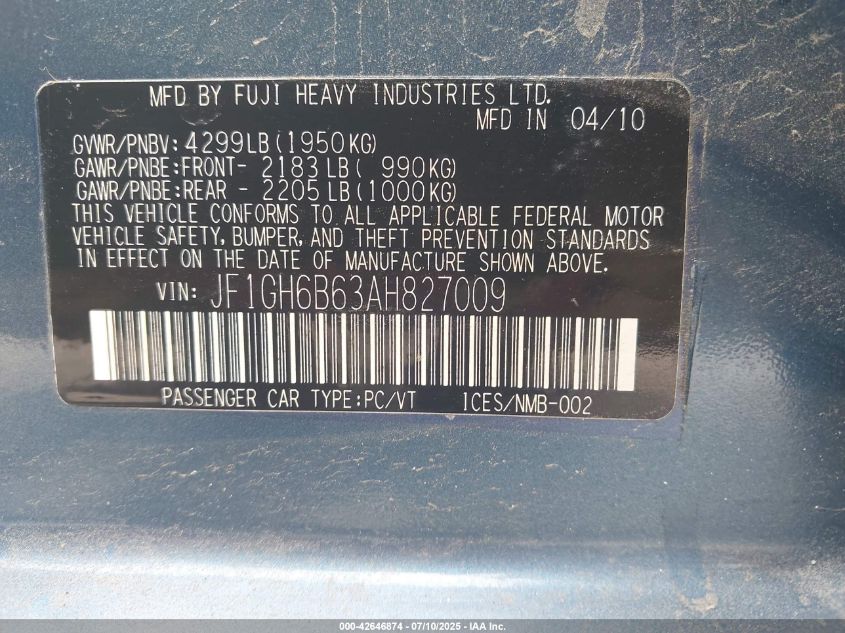 MFD BY FUJI HEAVY INDUSTRIES LTD.
MFD IN 04/10
GVWR/PNBV: 4299LB(1950KG)
GAWR/PNBE:FRONT- 2183LB( 990KG)
GAWR/PNBE:REAR - 2205LB(1000KG)
THIS VEHICLE CONFORMS TO ALL APPLICABLE FEDERAL MOTOR
VEHICLE SAFETY, BUMPER, AND THEFT PREVENTION STANDARDS
IN EFFECT ON THE DATE OF MANUFACTURE SHOWN ABOVE.
VIN: JF1GH6B63AH827009
PASSENGER CAR TYPE:PC/VT 1CES/NMB-002
000-42646874 / 07/10/2025 - IAA Inc.